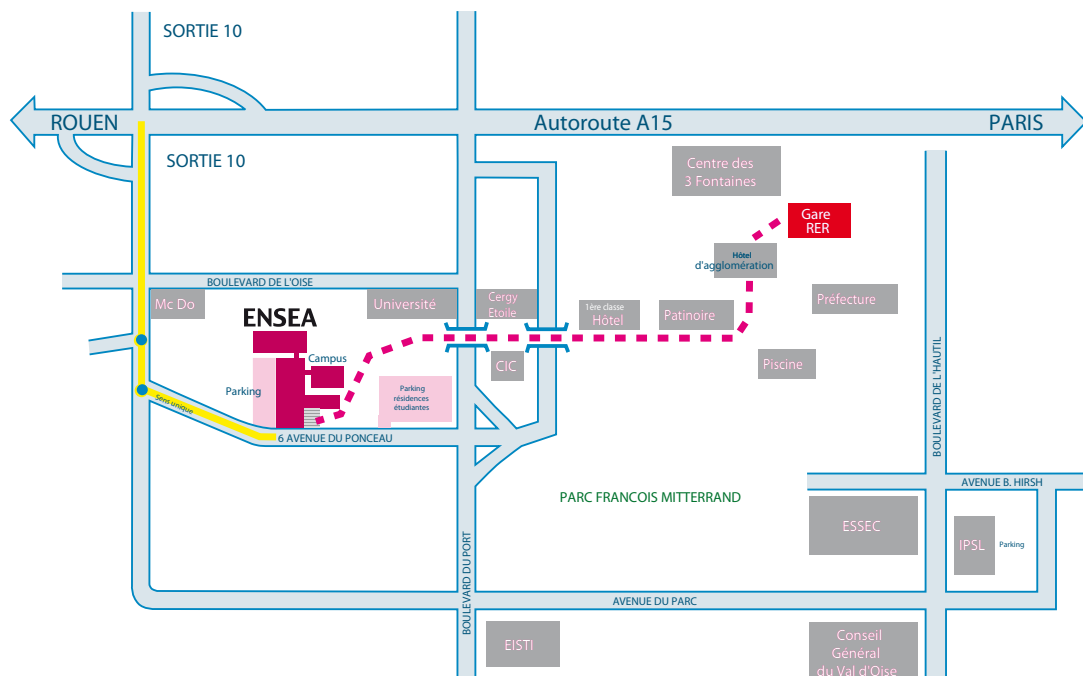 SORTIE 10
ROUEN
Autoroute A15
PARIS
SORTIE 10
Centre des
3 Fontaines
Gare
RER
Hôtel
d'agglomération
BOULEVARD DE L'OISE
Mc Do
Université
Cergy
Etoile
1ère classe
Hôtel
Patinoire
Préfecture
ENSEA
Campus
Parking
CIC
Piscine
BOULEVARD DE L'HAUTIL
Parking
résidences
étudiantes
Sens unique
6 AVENUE DU PONCEAU
AVENUE B. HIRSH
PARC FRANCOIS MITTERRAND
ESSEC
IPSL
Parking
BOULEVARD DU PORT
AVENUE DU PARC
EISTI
Conseil
Général
du Val d'Oise